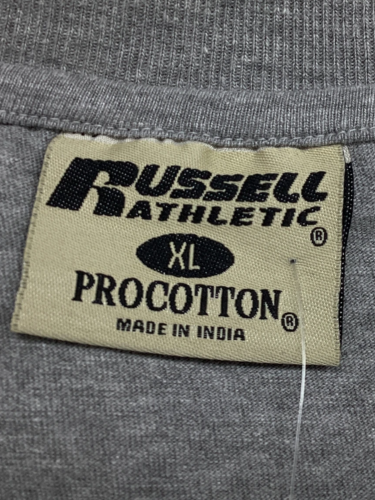 RUSSELL
ATHLETIC®
XL
PROCOTTON®
MADE IN INDIA